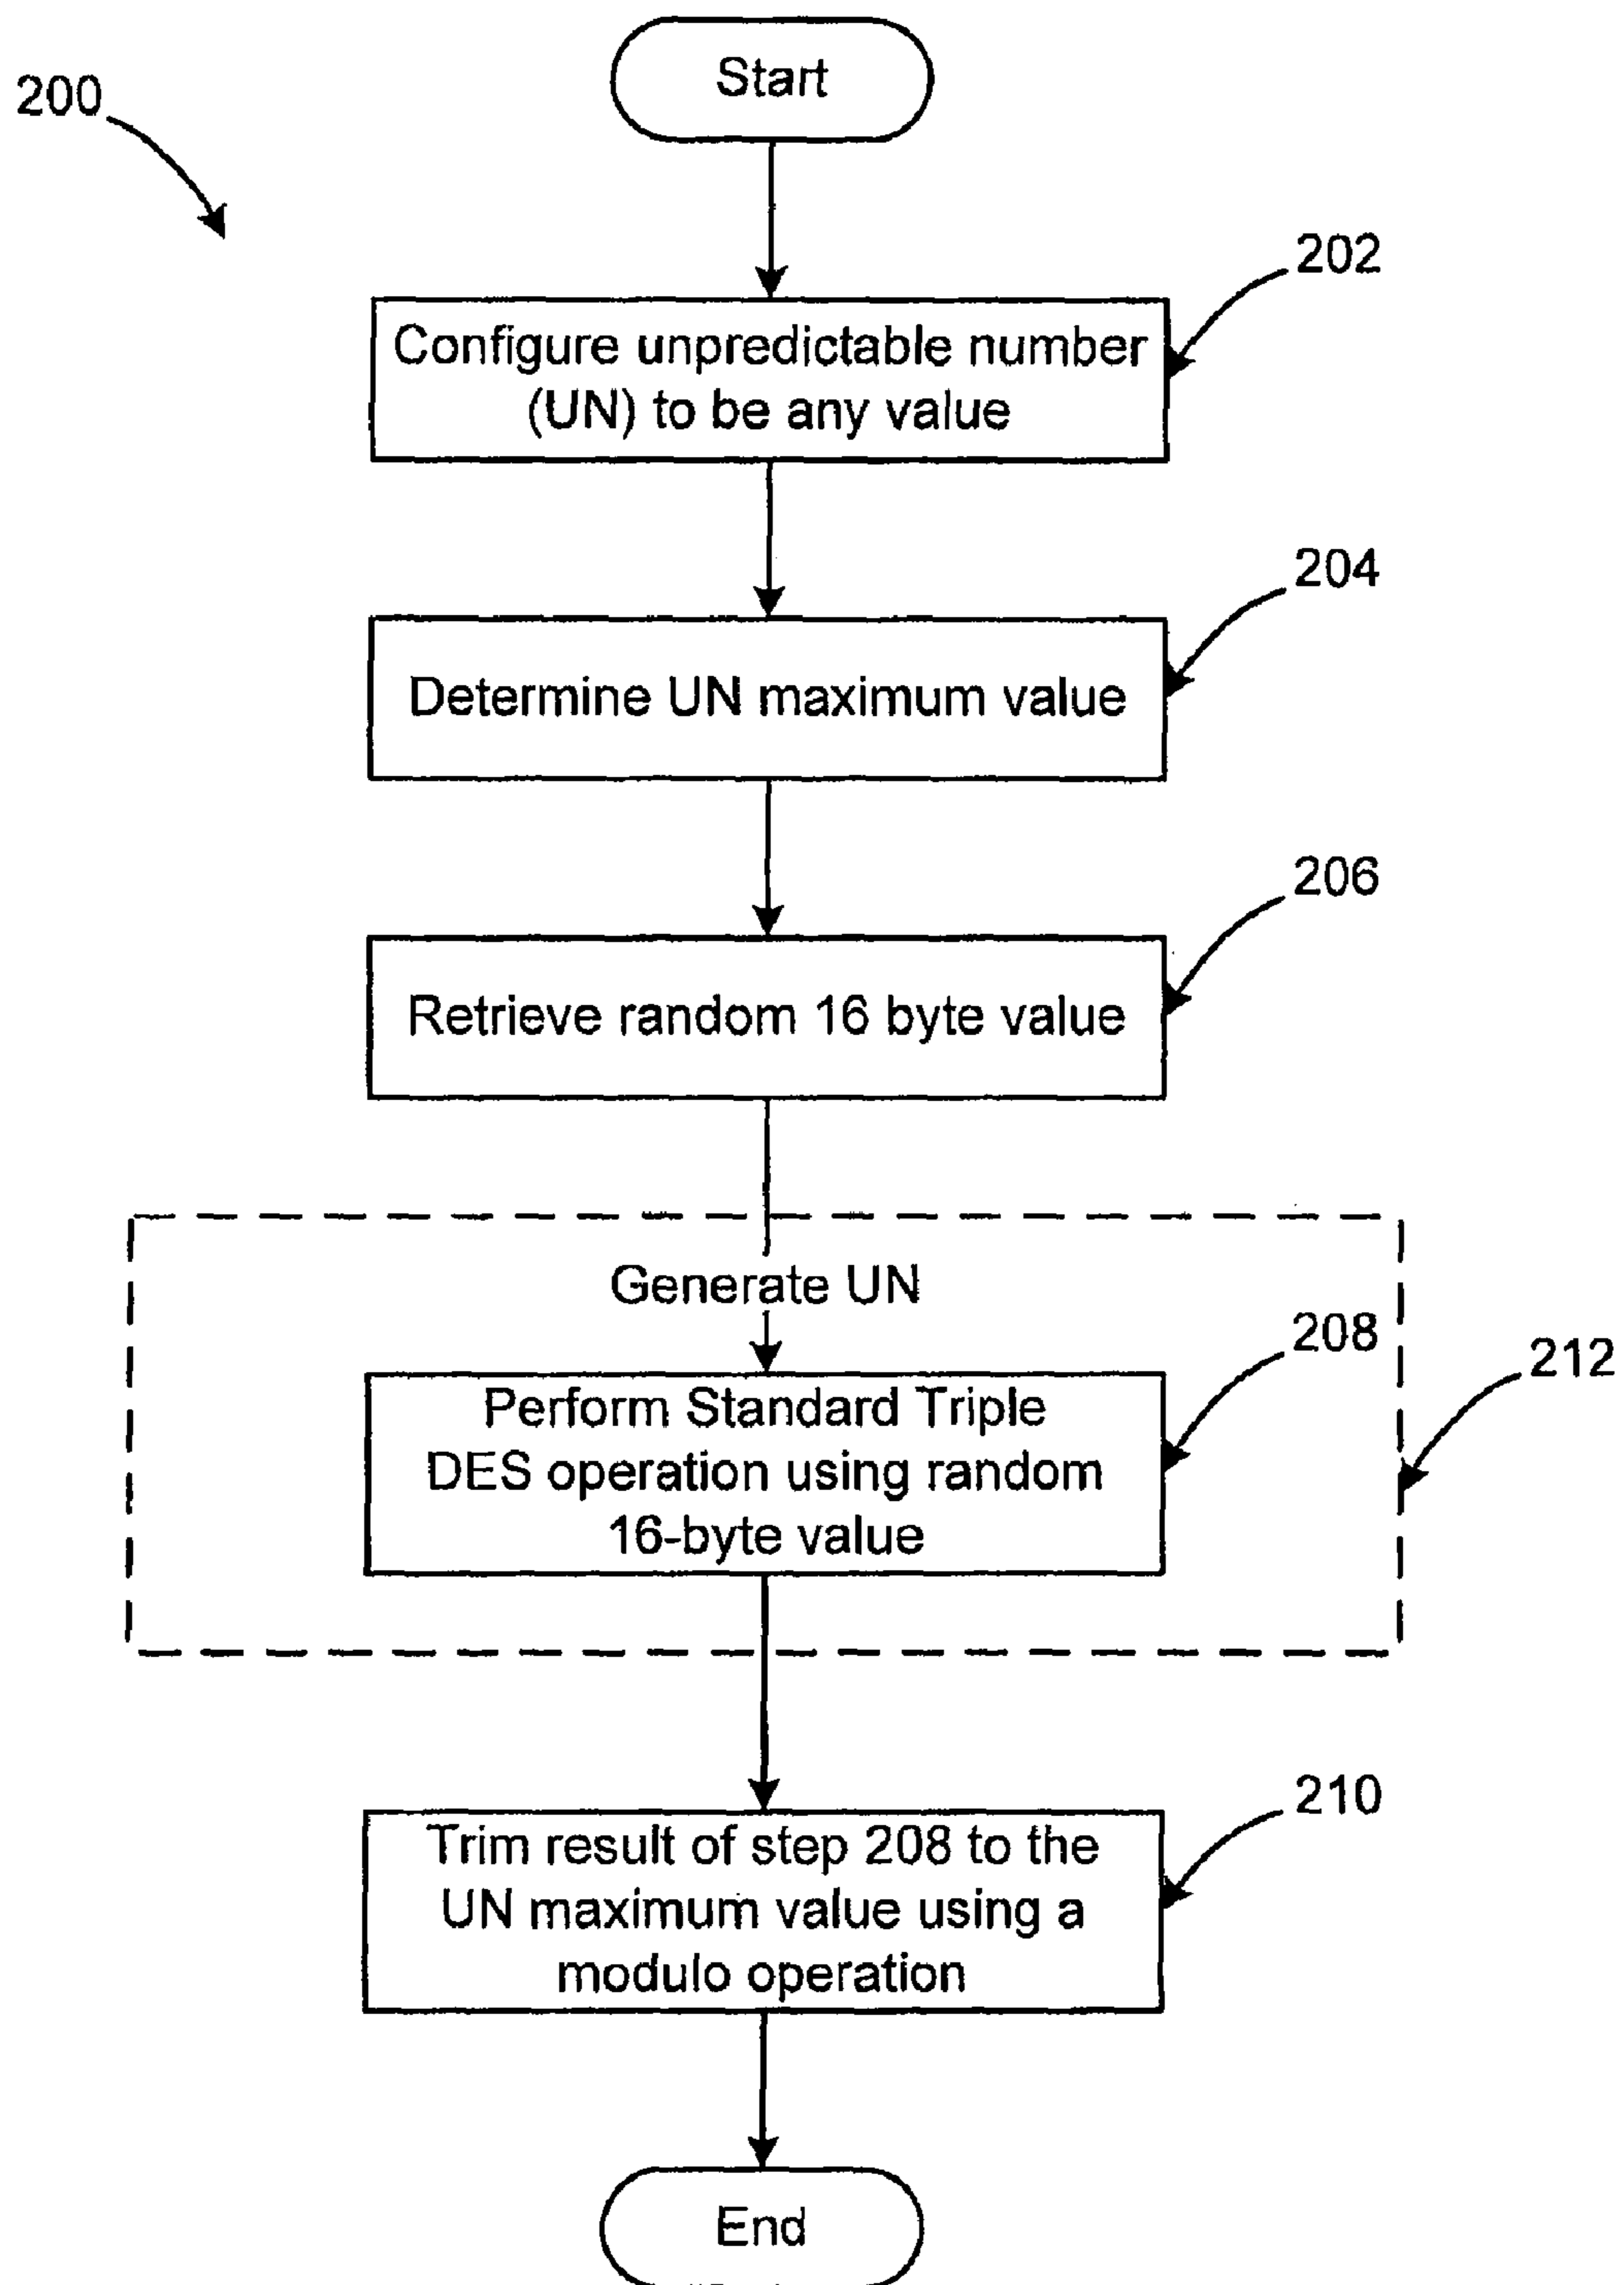 Start
200
202
Configure unpredictable number
(UN) to be any value
204
Determine UN maximum value
206
Retrieve random 16 byte value
Generate UN
208
212
Perform Standard Triple
DES operation using random
16-byte value
210
Trim result of step 208 to the
UN maximum value using a
modulo operation
End